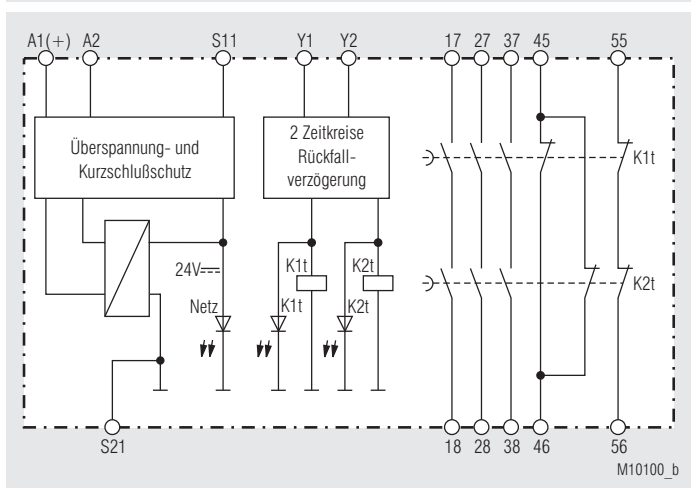 A1(+) A2 S11 Y1 Y2 17 27 37 45 55
Überspannung- und
Kurzschlußschutz
2 Zeitkreise
Rückfall-
verzögerung
K1t
24V
K1t
K2t
K2t
Netz
K1t
K2t
S21 18 28 38 46 56
M10100_b